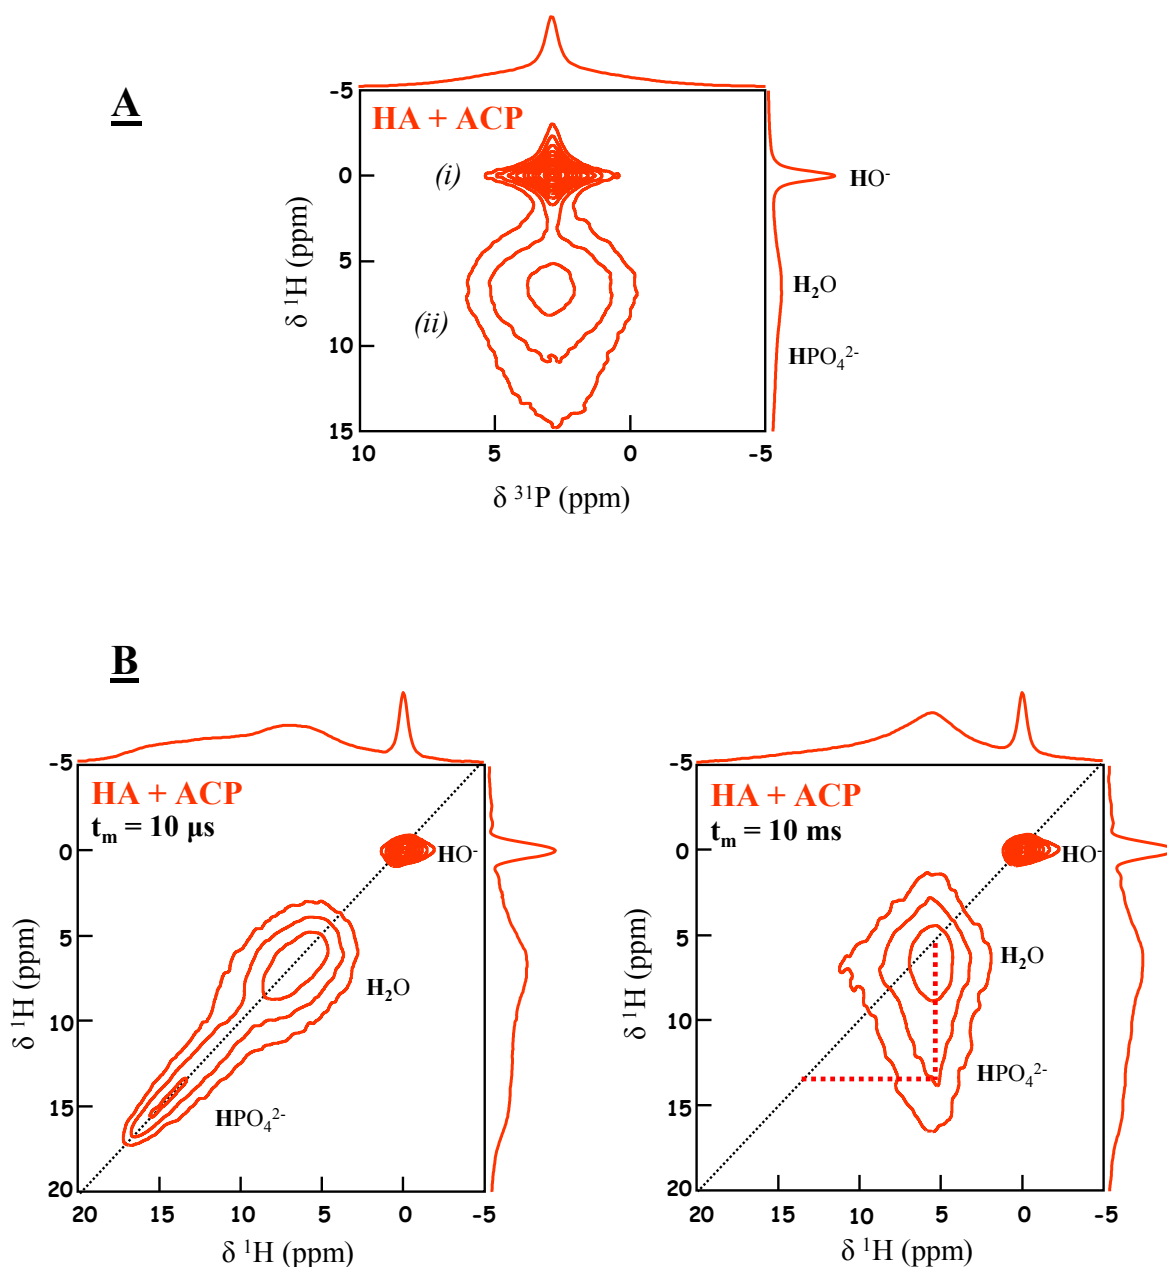 A
HA + ACP
(i)
(ii)
-5
0
5
10
15
δ ¹H (ppm)
10 5 0 -5
δ ³¹P (ppm)
HO⁻
H₂O
HPO₄²⁻
B
HA + ACP
tₘ = 10 μs
HO⁻
H₂O
HPO₄²⁻
-5
0
5
10
15
20
δ ¹H (ppm)
20 15 10 5 0 -5
δ ¹H (ppm)
HA + ACP
tₘ = 10 ms
HO⁻
H₂O
HPO₄²⁻
-5
0
5
10
15
20
δ ¹H (ppm)
20 15 10 5 0 -5
δ ¹H (ppm)